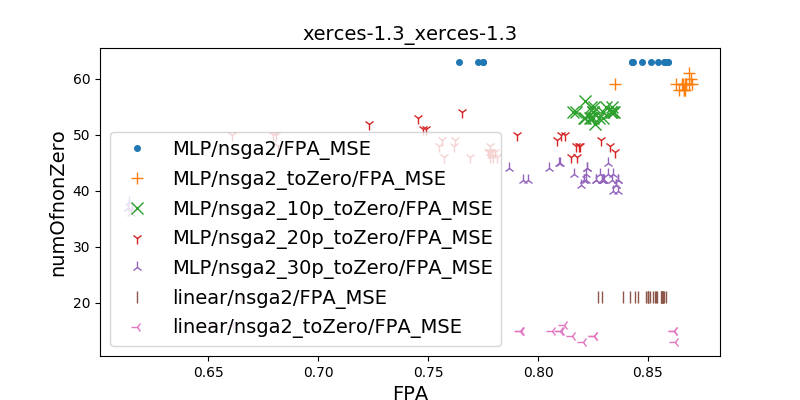 xerces-1.3_xerces-1.3
numOfnonZero
60
50
40
30
20
MLP/nsga2/FPA_MSE
MLP/nsga2_toZero/FPA_MSE
MLP/nsga2_10p_toZero/FPA_MSE
MLP/nsga2_20p_toZero/FPA_MSE
MLP/nsga2_30p_toZero/FPA_MSE
linear/nsga2/FPA_MSE
linear/nsga2_toZero/FPA_MSE
0.65 0.70 0.75 0.80 0.85
FPA